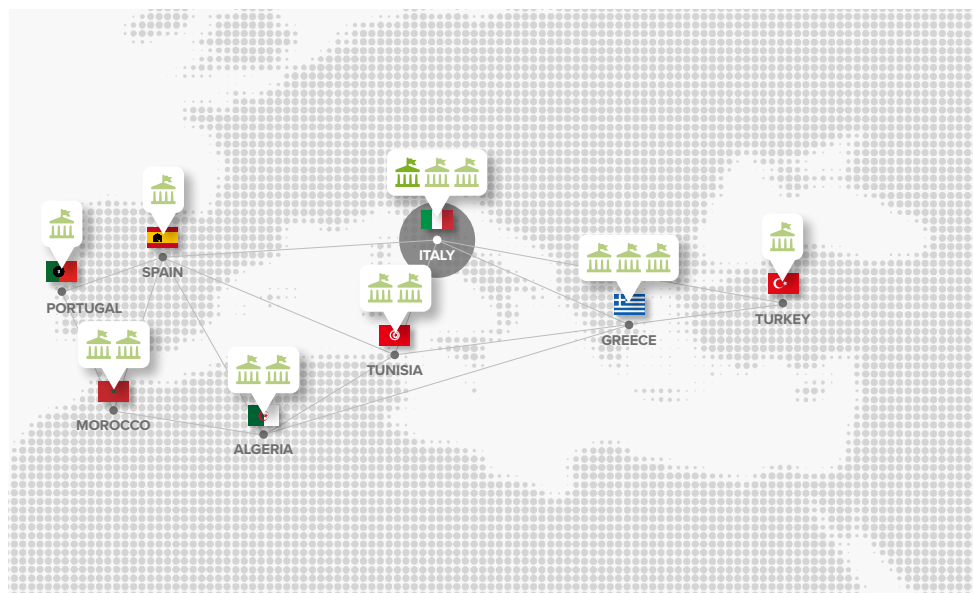 ITALY
SPAIN
PORTUGAL
TURKEY
GREECE
TUNISIA
MOROCCO
ALGERIA